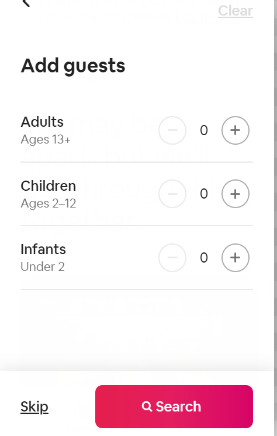 Clear
Add guests
Adults
Ages 13+
0
Children
Ages 2–12
0
Infants
Under 2
0
Skip
Search